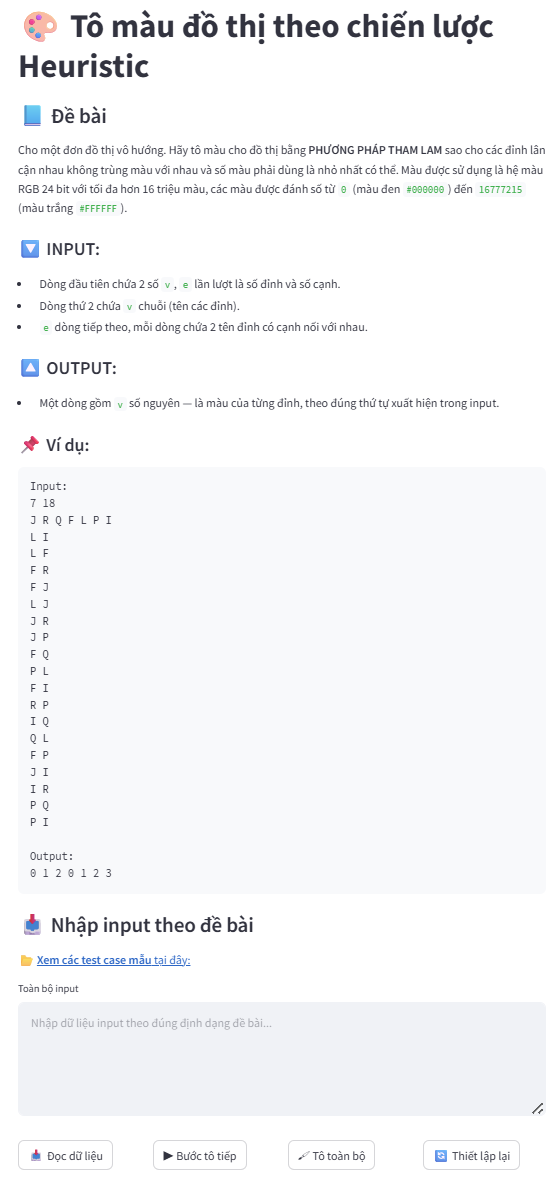 Tô màu đồ thị theo chiến lược
Heuristic
Đề bài
Cho một đơn đồ thị vô hướng. Hãy tô màu cho đồ thị bằng PHƯƠNG PHÁP THAM LAM sao cho các đỉnh lân
cận nhau không trùng màu với nhau và số màu phải dùng là nhỏ nhất có thể. Màu được sử dụng là hệ màu
RGB 24 bit với tối đa hơn 16 triệu màu, các màu được đánh số từ 0 (màu đen #000000 ) đến 16777215
(màu trắng #FFFFFF ).
INPUT:
• Dòng đầu tiên chứa 2 số v , e lần lượt là số đỉnh và số cạnh.
• Dòng thứ 2 chứa v chuỗi (tên các đỉnh).
• e dòng tiếp theo, mỗi dòng chứa 2 tên đỉnh có cạnh nối với nhau.
OUTPUT:
• Một dòng gồm v số nguyên — là màu của từng đỉnh, theo đúng thứ tự xuất hiện trong input.
Ví dụ:
Input:
7 18
J R Q F L P I
L I
L F
F R
F J
L J
J R
J P
F Q
P L
F I
R P
I Q
Q L
F P
J I
I R
P Q
P I
Output:
0 1 2 0 1 2 3
Nhập input theo đề bài
Xem các test case mẫu tại đây:
Toàn bộ input
Nhập dữ liệu input theo đúng định dạng đề bài...
Đọc dữ liệu
Bước tô tiếp
Tô toàn bộ
Thiết lập lại